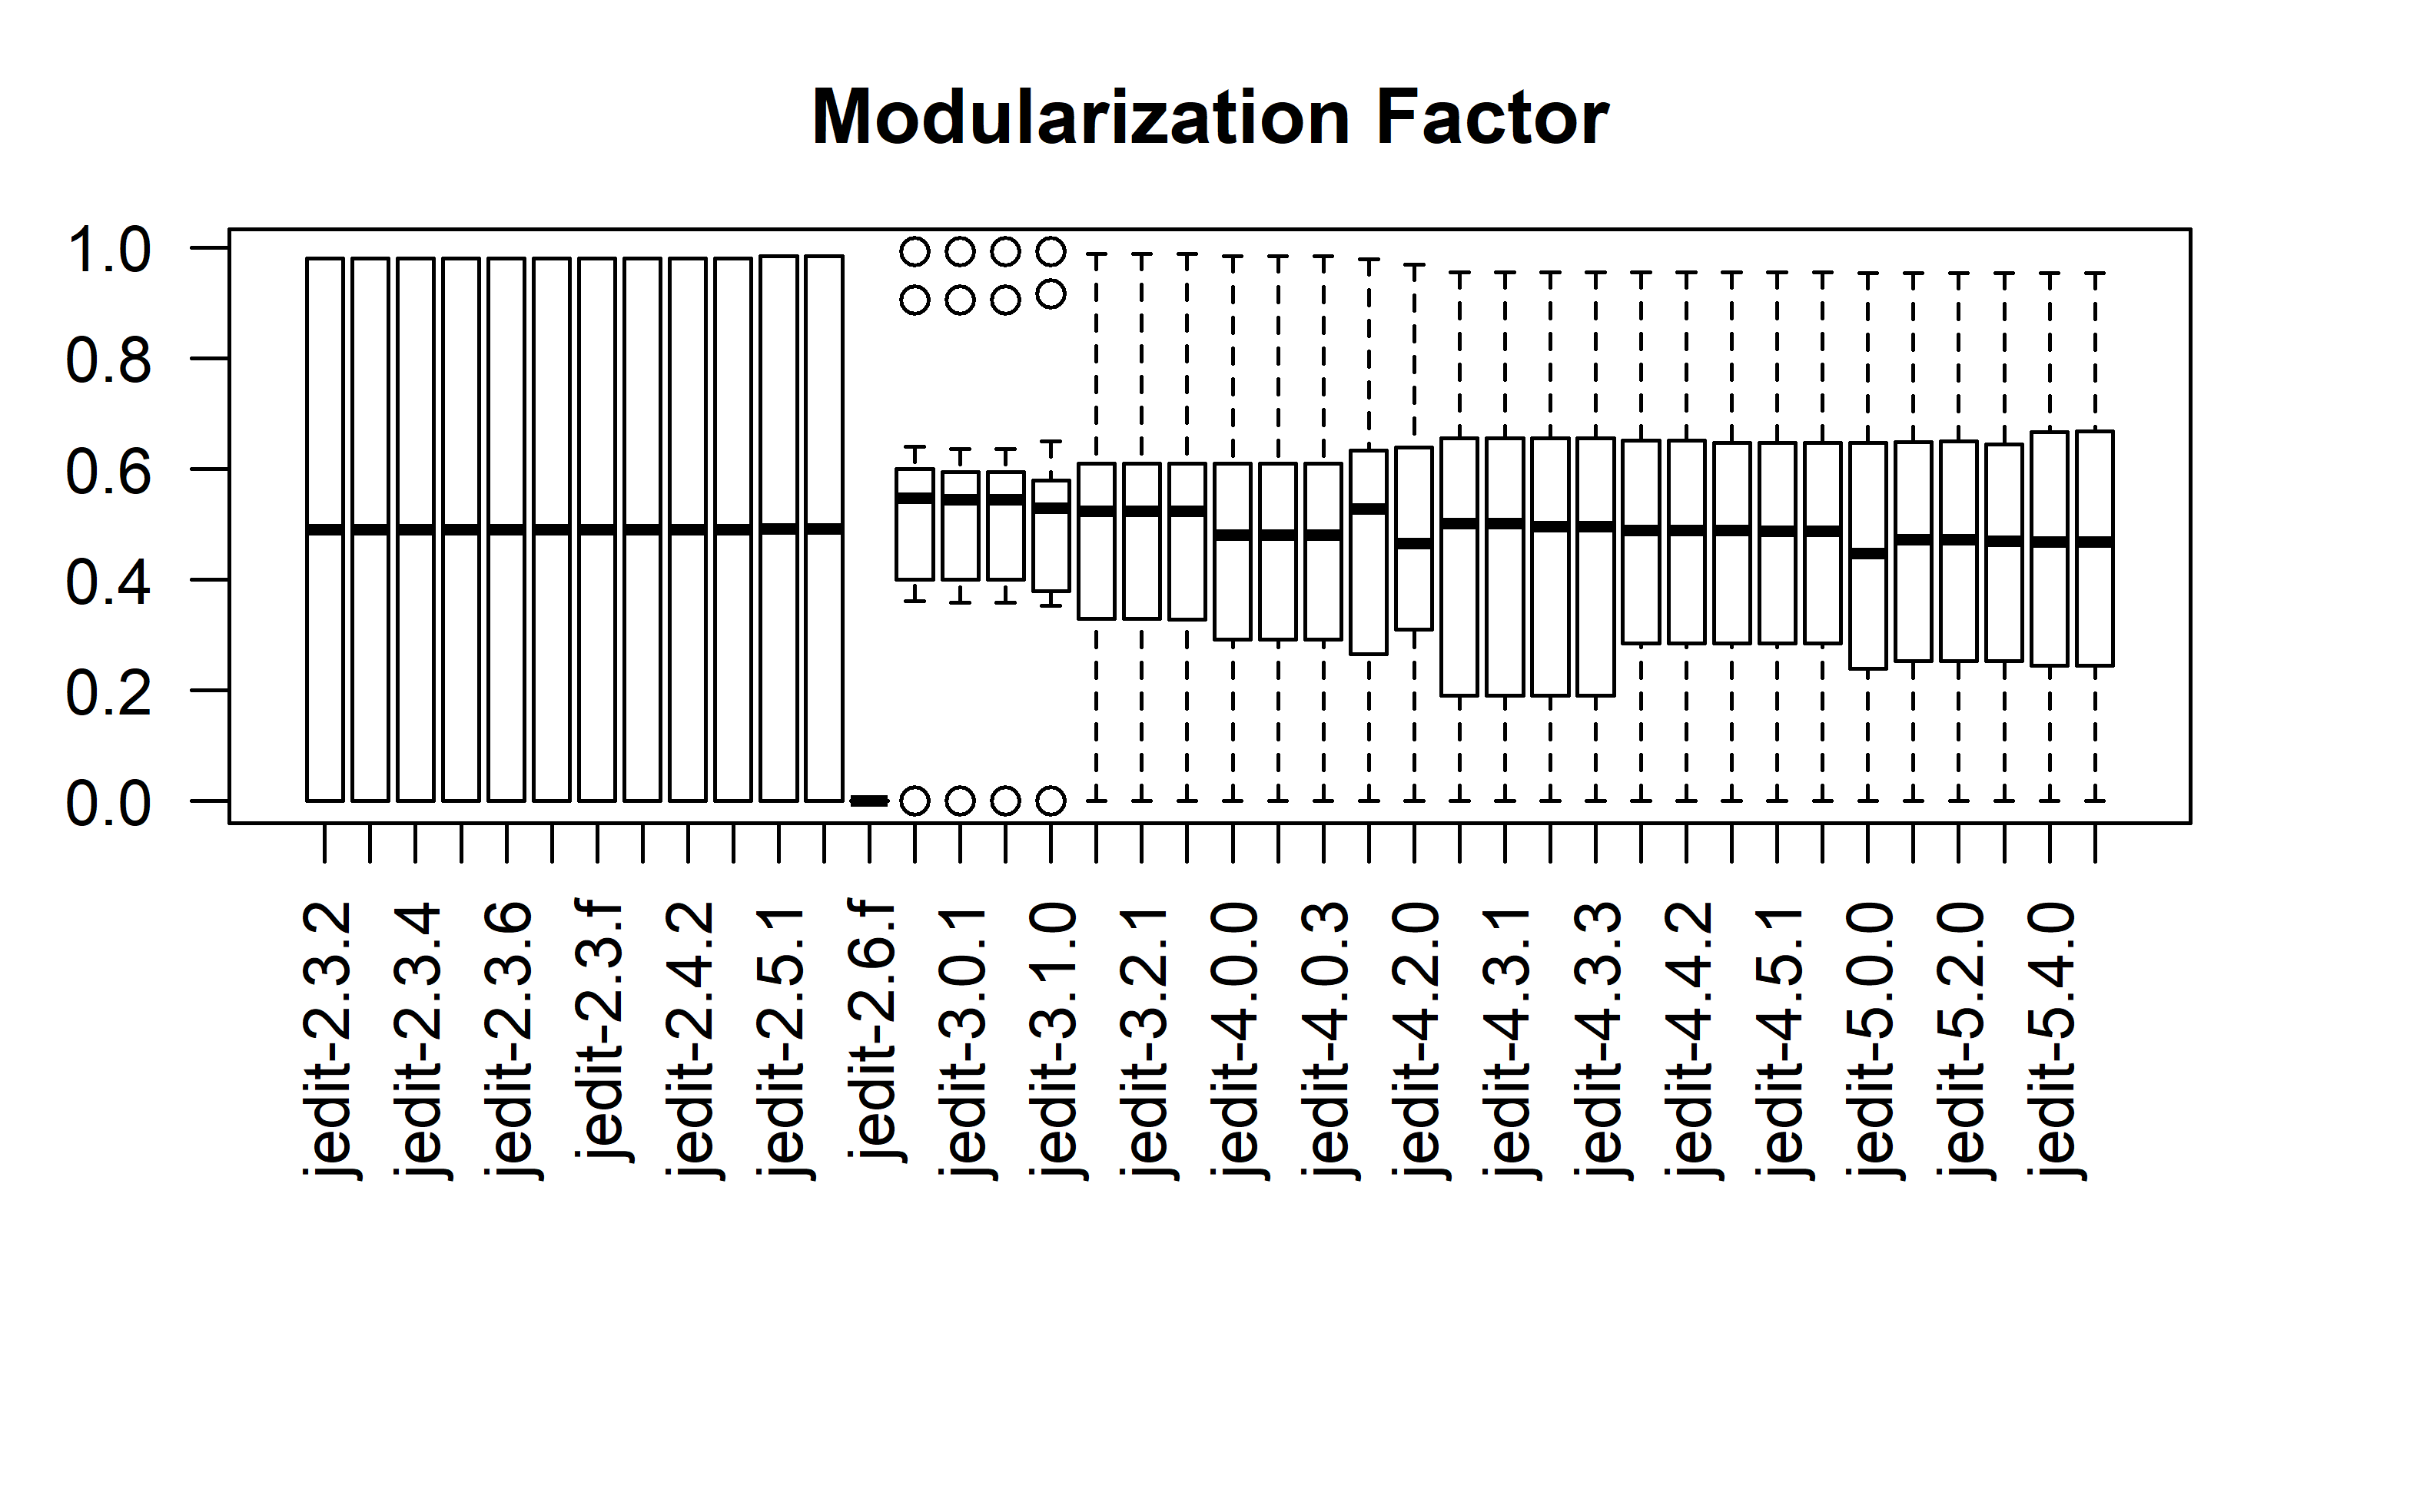 Modularization Factor
1.0
0.8
0.6
0.4
0.2
0.0
jedit-2.3.2
jedit-2.3.4
jedit-2.3.6
jedit-2.3.f
jedit-2.4.2
jedit-2.5.1
jedit-2.6.f
jedit-3.0.1
jedit-3.1.0
jedit-3.2.1
jedit-4.0.0
jedit-4.0.3
jedit-4.2.0
jedit-4.3.1
jedit-4.3.3
jedit-4.4.2
jedit-4.5.1
jedit-5.0.0
jedit-5.2.0
jedit-5.4.0